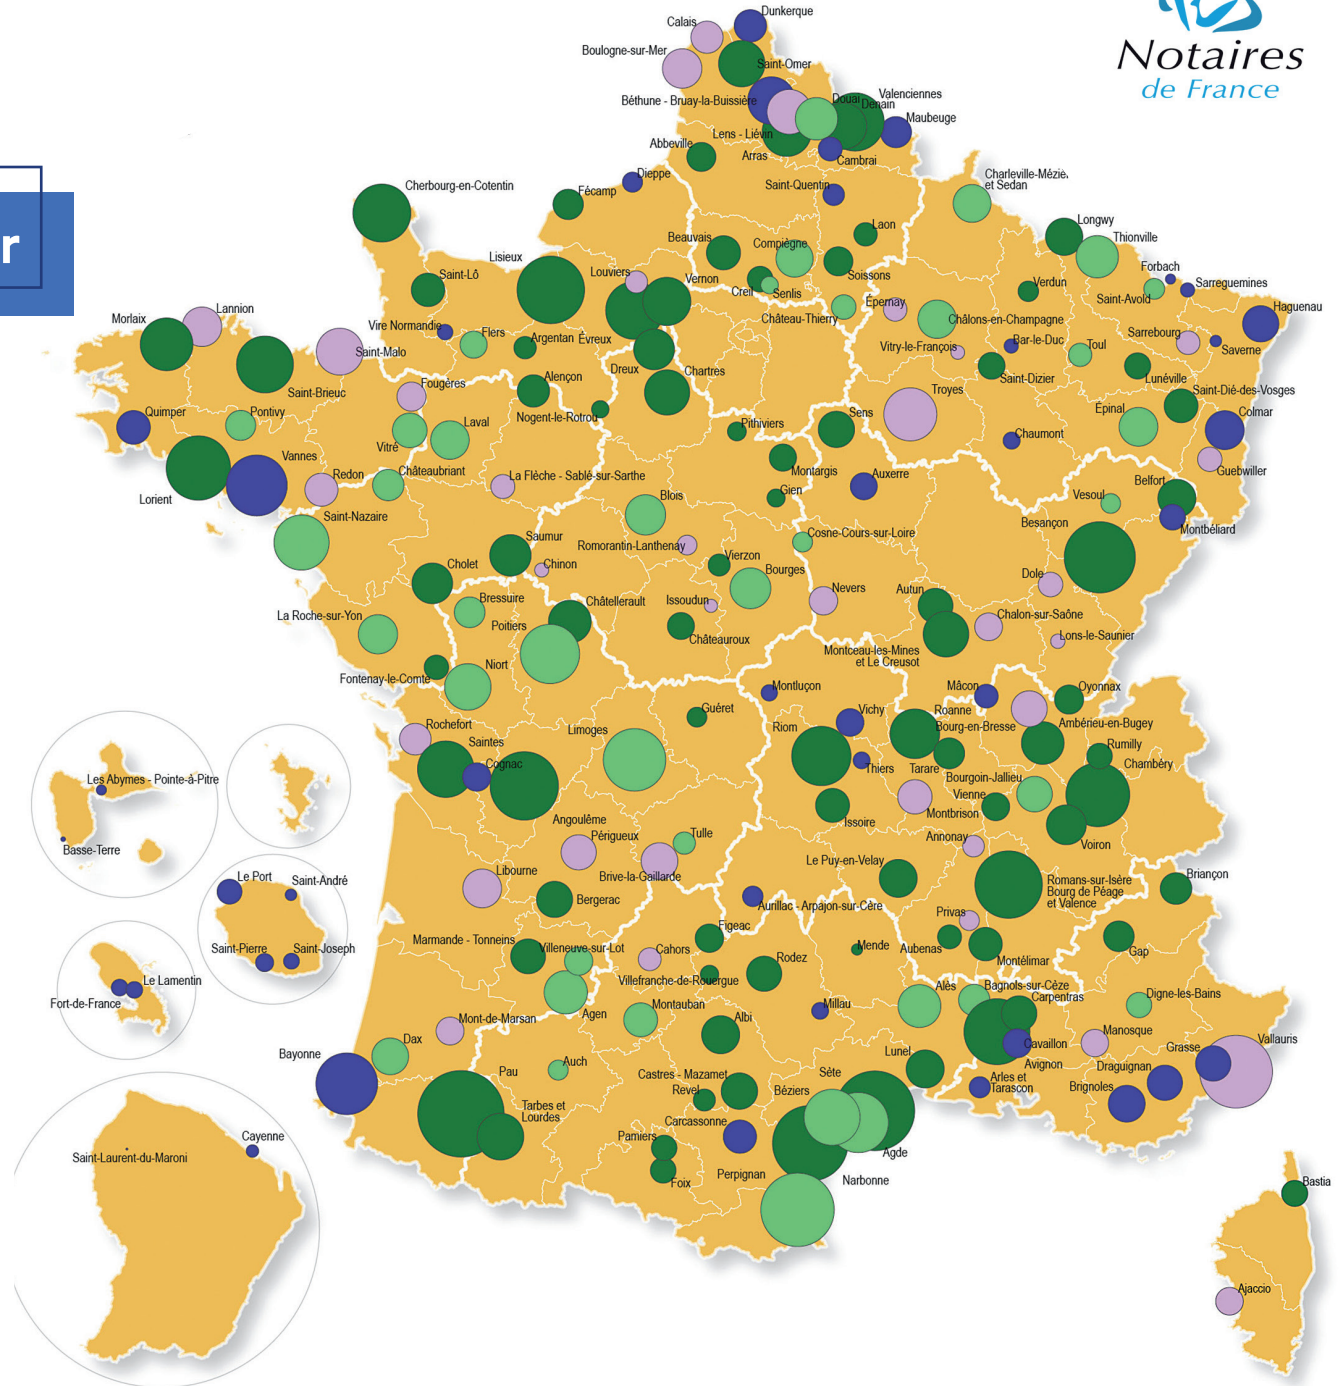 Notaires
de France
r
Dunkerque
Calais
Boulogne-sur-Mer
Saint-Omer
Béthune - Bruay-la-Buissière
Douai
Valenciennes
Denain
Maubeuge
Lens - Liévin
Abbeville
Arras
Cambrai
Dieppe
Saint-Quentin
Charleville-Méziè.
et Sedan
Cherbourg-en-Cotentin
Fécamp
Laon
Longwy
Beauvais
Compiègne
Thionville
Lisieux
Louviers
Vernon
Saint-Lô
Creil
Senlis
Soissons
Verdun
Forbach
Saint-Avold
Sarreguemines
Lannion
Morlaix
Vire Normandie
Flers
Argentan
Évreux
Château-Thierry
Épernay
Châlons-en-Champagne
Haguenau
Sarrebourg
Saverne
Saint-Malo
Vitry-le-François
Bar-le-Duc
Toul
Saint-Brieuc
Fougères
Alençon
Dreux
Chartres
Saint-Dizier
Lunéville
Troyes
Saint-Dié-des-Vosges
Quimper
Pontivy
Vitré
Laval
Nogent-le-Rotrou
Pithiviers
Sens
Épinal
Colmar
Chaumont
Vannes
Redon
Châteaubriant
La Flèche - Sablé-sur-Sarthe
Montargis
Auxerre
Guebwiller
Lorient
Blois
Gien
Vesoul
Belfort
Saint-Nazaire
Besançon
Montbéliard
Saumur
Romorantin-Lanthenay
Cosne-Cours-sur-Loire
Cholet
Chinon
Vierzon
Bourges
Dole
La Roche-sur-Yon
Bressuire
Châtellerault
Issoudun
Nevers
Autun
Chalon-sur-Saône
Poitiers
Châteauroux
Lons-le-Saunier
Montceau-les-Mines
et Le Creusot
Fontenay-le-Comte
Niort
Montluçon
Mâcon
Oyonnax
Rochefort
Guéret
Vichy
Roanne
Bourg-en-Bresse
Ambérieu-en-Bugey
Saintes
Limoges
Riom
Rumilly
Cognac
Thiers
Tarare
Chambéry
Bourgoin-Jallieu
Les Abymes - Pointe-à-Pitre
Vienne
Angoulême
Issoire
Montbrison
Basse-Terre
Périgueux
Tulle
Annonay
Voiron
Le Port
Saint-André
Libourne
Brive-la-Gaillarde
Le Puy-en-Velay
Romans-sur-Isère
Bourg de Péage
et Valence
Briançon
Bergerac
Aurillac - Arpajon-sur-Cère
Privas
Figeac
Marmande - Tonneins
Villeneuve-sur-Lot
Cahors
Mende
Aubenas
Gap
Saint-Pierre
Saint-Joseph
Rodez
Montélimar
Villefranche-de-Rouergue
Le Lamentin
Fort-de-France
Alès
Bagnols-sur-Cèze
Carpentras
Digne-les-Bains
Agen
Montauban
Millau
Mont-de-Marsan
Albi
Manosque
Dax
Cavaillon
Vallauris
Bayonne
Auch
Lunel
Avignon
Grasse
Draguignan
Pau
Castres - Mazamet
Sète
Arles et
Tarascon
Brignoles
Revel
Béziers
Tarbes et
Lourdes
Carcassonne
Cayenne
Pamiers
Saint-Laurent-du-Maroni
Agde
Foix
Perpignan
Narbonne
Bastia
Ajaccio